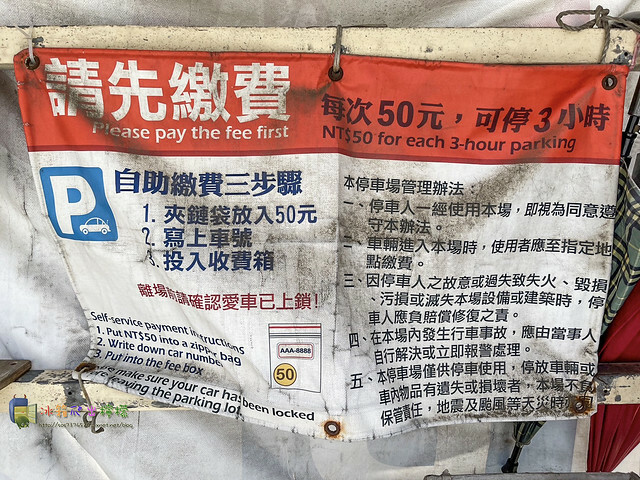 請先繳費
Please pay the fee first
每次50元，可停3小時
NT$50 for each 3-hour parking
P
自助繳費三步驟
1. 夾鏈袋放入50元
2. 寫上車號
3. 投入收費箱
離場前請確認愛車已上鎖!
Self-service payment instructions
1. Put NT$50 into a zipper bag
2. Write down car number
3. Put into the fee box
make sure your car has been locked
leaving the parking lot
AAA-8888
50
本停車場管理辦法：
一、停車人一經使用本場，即視為同意遵
守本辦法。
二、車輛進入本場時，使用者應至指定地
點繳費。
三、因停車人之故意或過失致失火、毀損
、污損或滅失本場設備或建築時，停
車人應負賠償修復之責。
四、在本場內發生行車事故，應由當事人
自行解決或立即報警處理。
五、本停車場僅供停車使用，停放車輛或
車內物品有遺失或損壞者，本場不負
保管責任，地震及颱風等天災時亦同